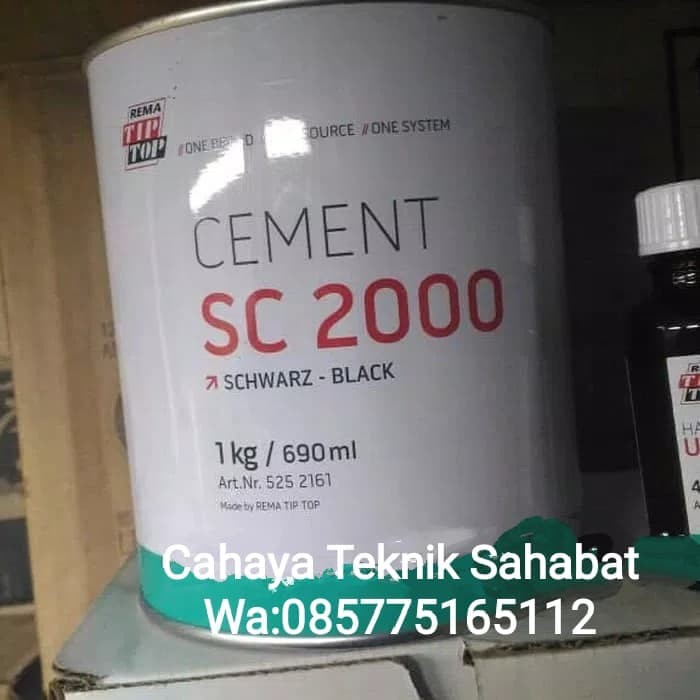 REMA
TIP
TOP
//ONE BRAND SOURCE //ONE SYSTEM
CEMENT
SC 2000
SCHWARZ - BLACK
1kg / 690ml
Art.Nr. 525 2161
Made by REMA TIP TOP
Cahaya Teknik Sahabat
Wa:085775165112